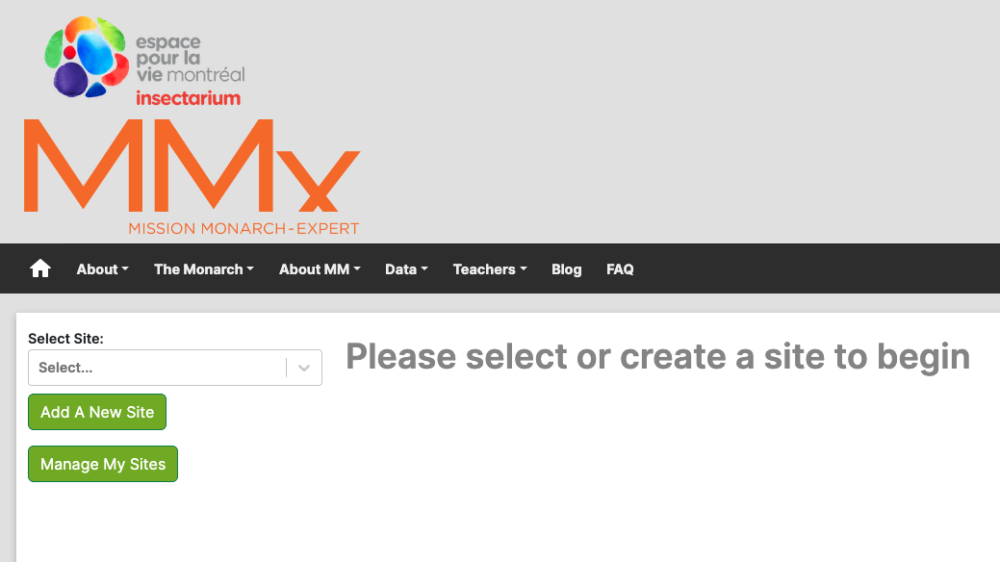 espace
pour la
vie montréal
insectarium
MMx
MISSION MONARCH-EXPERT
About The Monarch About MM Data Teachers Blog FAQ
Select Site:
Select...
Please select or create a site to begin
Add A New Site
Manage My Sites